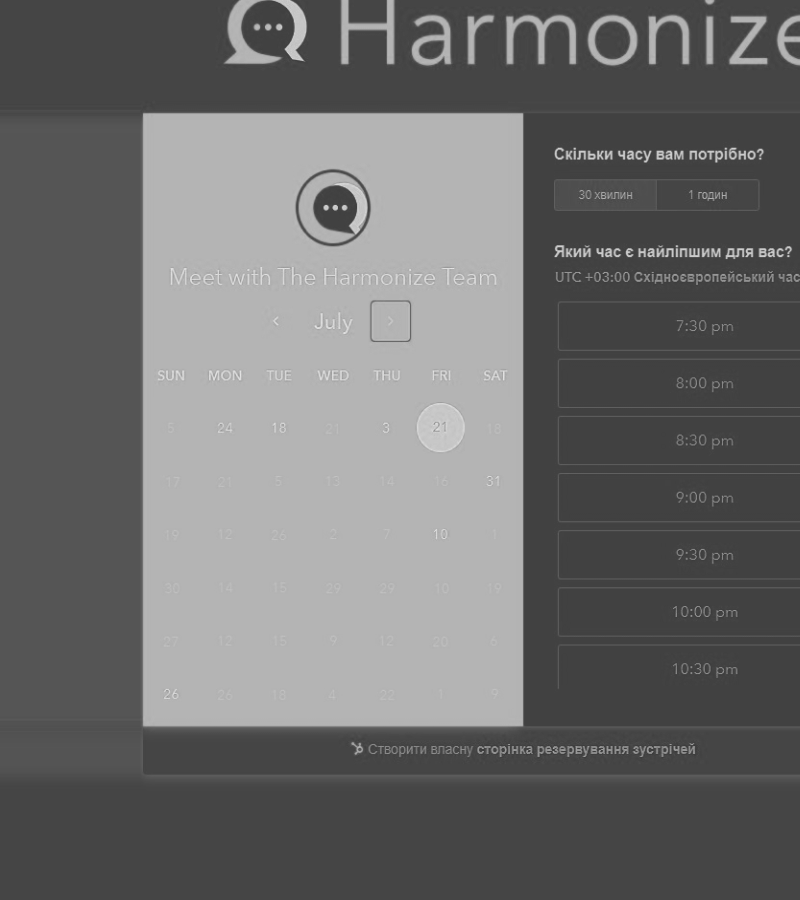 Harmonize
Meet with The Harmonize Team
July
SUN MON TUE WED THU FRI SAT
5 24 18 21 3 21 18
17 21 5 13 14 16 31
19 12 26 2 7 10 1
30 14 15 29 29 10 19
27 12 15 9 12 20 6
26 26 18 4 22 1 9
Скільки часу вам потрібно?
30 хвилин 1 годин
Який час є найліпшим для вас?
UTC +03:00 Східноєвропейський час
7:30 pm
8:00 pm
8:30 pm
9:00 pm
9:30 pm
10:00 pm
10:30 pm
Створити власну сторінка резервування зустрічей